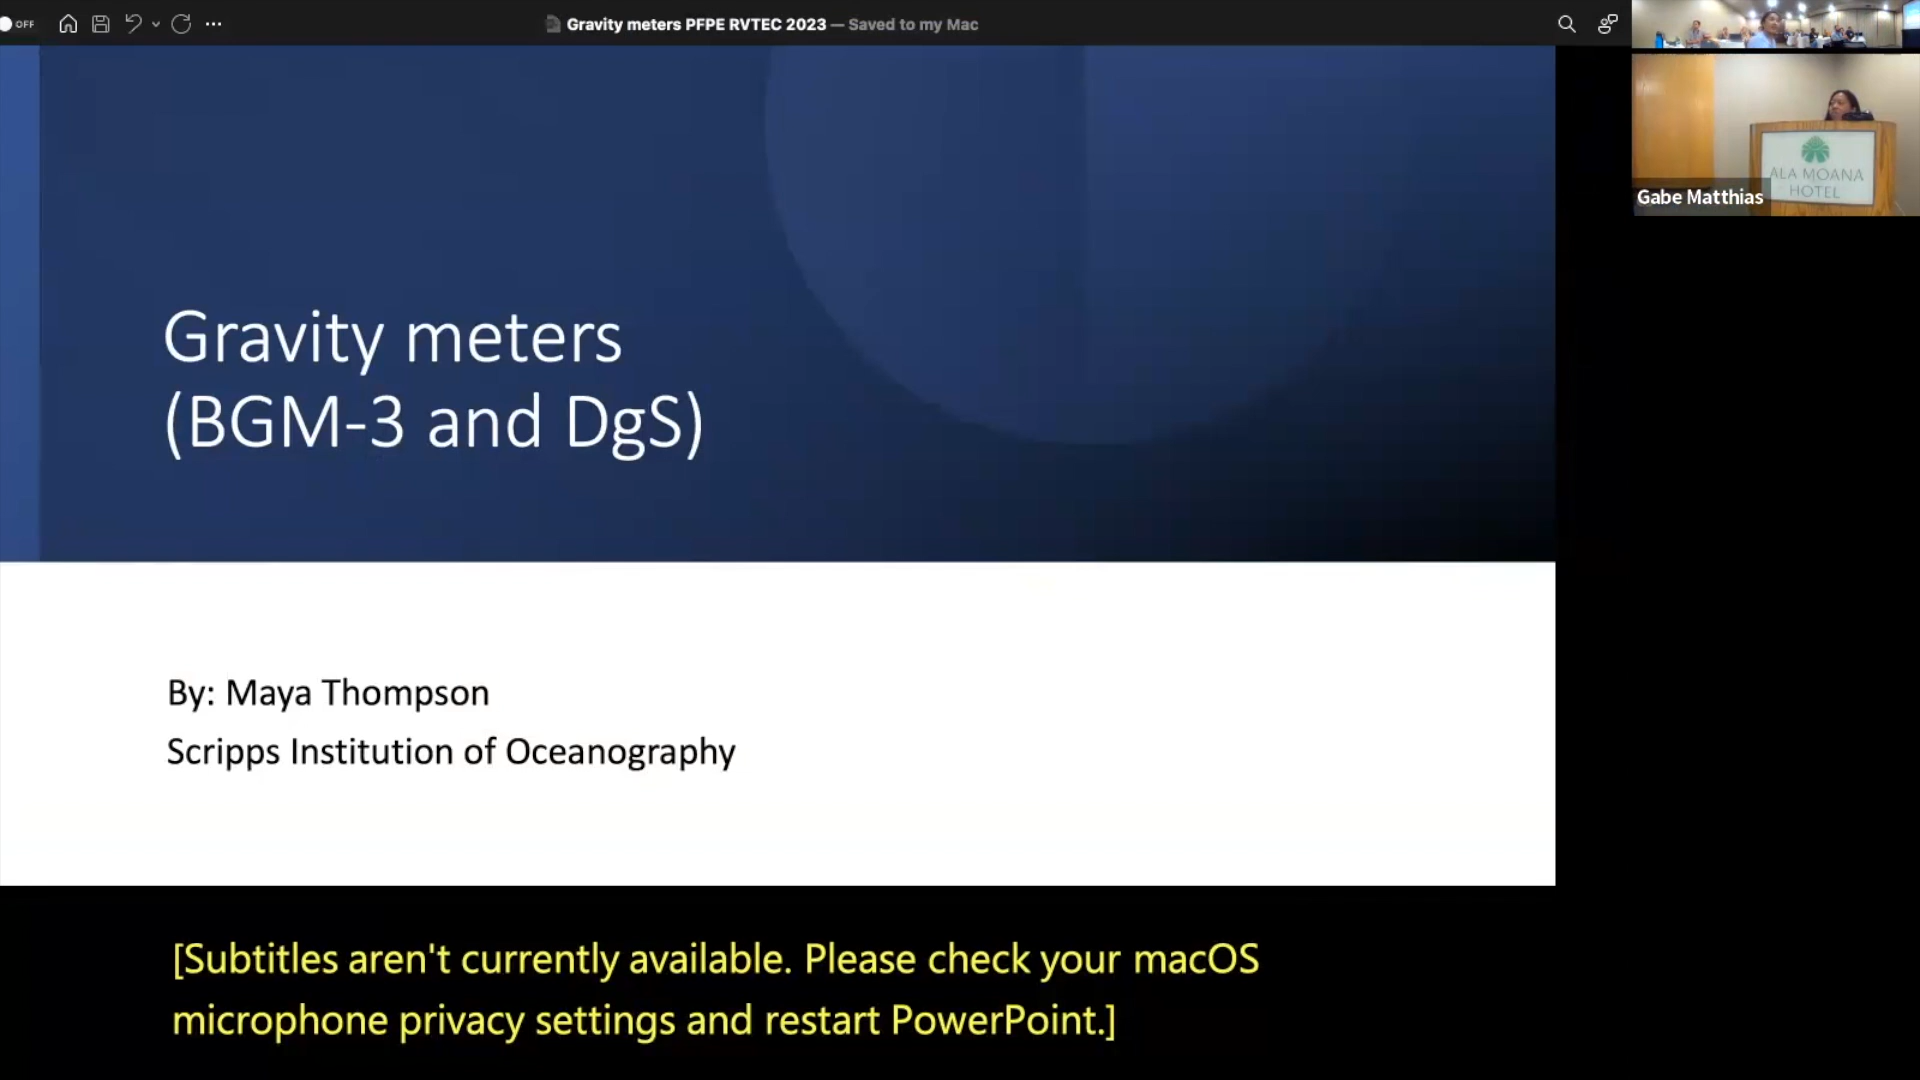 OFF
Gravity meters PFPE RVTEC 2023 — Saved to my Mac
Gravity meters
(BGM-3 and DgS)
By: Maya Thompson
Scripps Institution of Oceanography
[Subtitles aren't currently available. Please check your macOS
microphone privacy settings and restart PowerPoint.]
ALA MOANA
HOTEL
Gabe Matthias